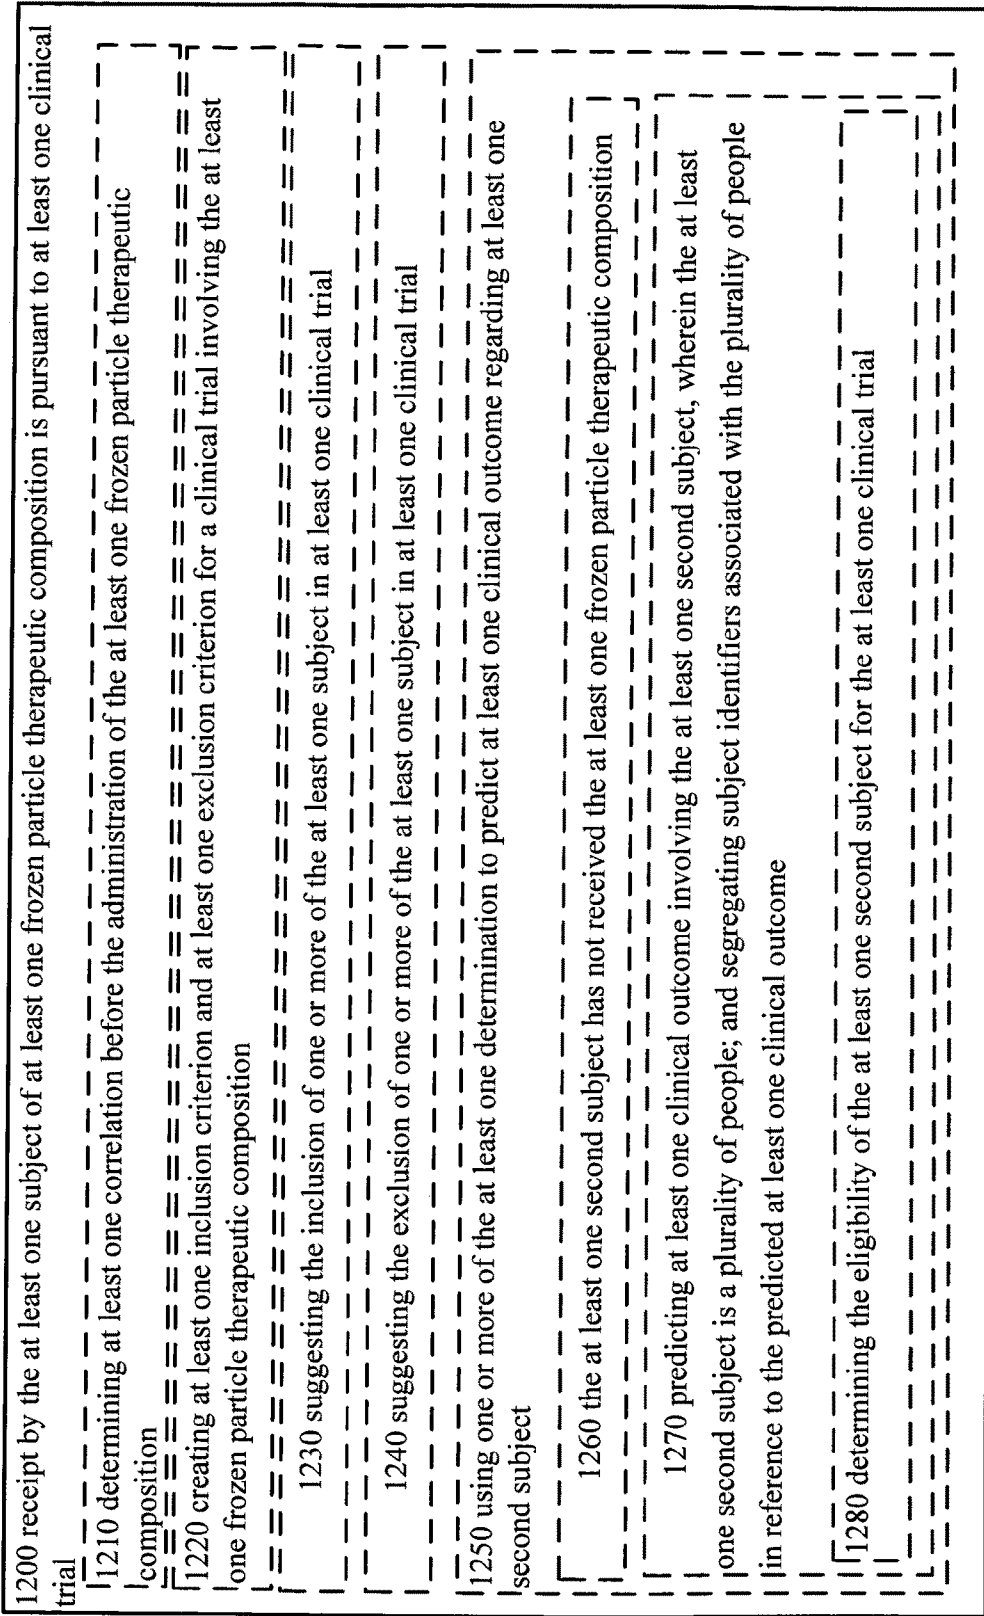 1200 receipt by the at least one subject of at least one frozen particle therapeutic composition is pursuant to at least one clinical
trial
1210 determining at least one correlation before the administration of the at least one frozen particle therapeutic
composition
1220 creating at least one inclusion criterion and at least one exclusion criterion for a clinical trial involving the at least
one frozen particle therapeutic composition
1230 suggesting the inclusion of one or more of the at least one subject in at least one clinical trial
1240 suggesting the exclusion of one or more of the at least one subject in at least one clinical trial
1250 using one or more of the at least one determination to predict at least one clinical outcome regarding at least one
second subject
1260 the at least one second subject has not received the at least one frozen particle therapeutic composition
1270 predicting at least one clinical outcome involving the at least one second subject, wherein the at least
one second subject is a plurality of people; and segregating subject identifiers associated with the plurality of people
in reference to the predicted at least one clinical outcome
1280 determining the eligibility of the at least one second subject for the at least one clinical trial